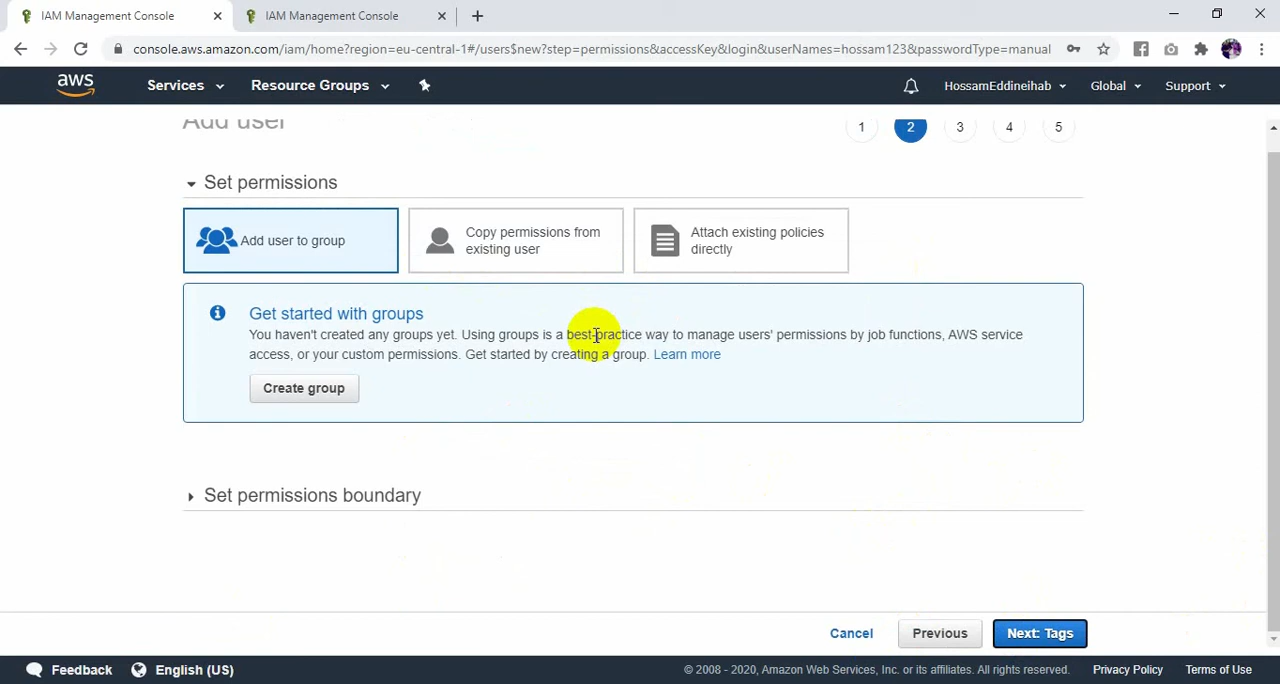 IAM Management Console
IAM Management Console
console.aws.amazon.com/iam/home?region=eu-central-1#/users$new?step=permissions&accessKey&login&userNames=hossam123&passwordType=manual
aws
Services
Resource Groups
HossamEddineihab
Global
Support
Add user
1
2
3
4
5
Set permissions
Add user to group
Copy permissions from
existing user
Attach existing policies
directly
Get started with groups
You haven't created any groups yet. Using groups is a best-practice way to manage users' permissions by job functions, AWS service
access, or your custom permissions. Get started by creating a group. Learn more
Create group
Set permissions boundary
Cancel
Previous
Next: Tags
Feedback
English (US)
© 2008 - 2020, Amazon Web Services, Inc. or its affiliates. All rights reserved.
Privacy Policy
Terms of Use